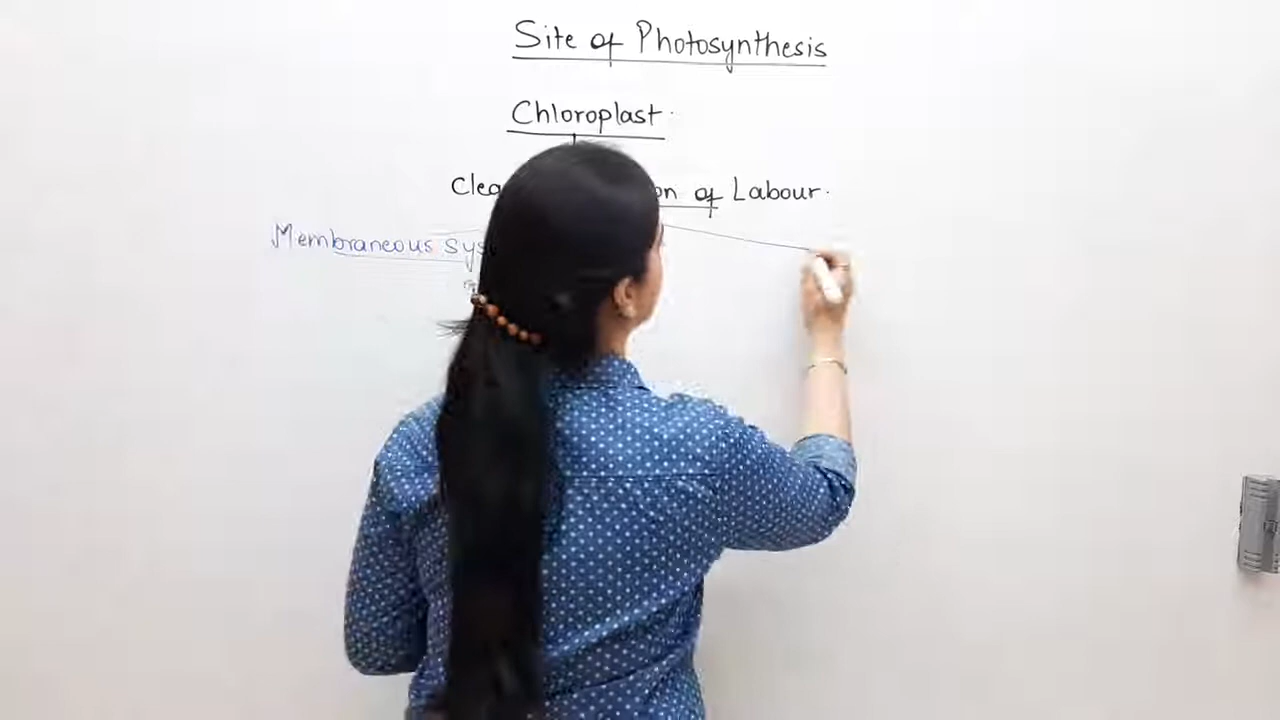 Site of Photosynthesis
Chloroplast.
of Labour.
Membraneous